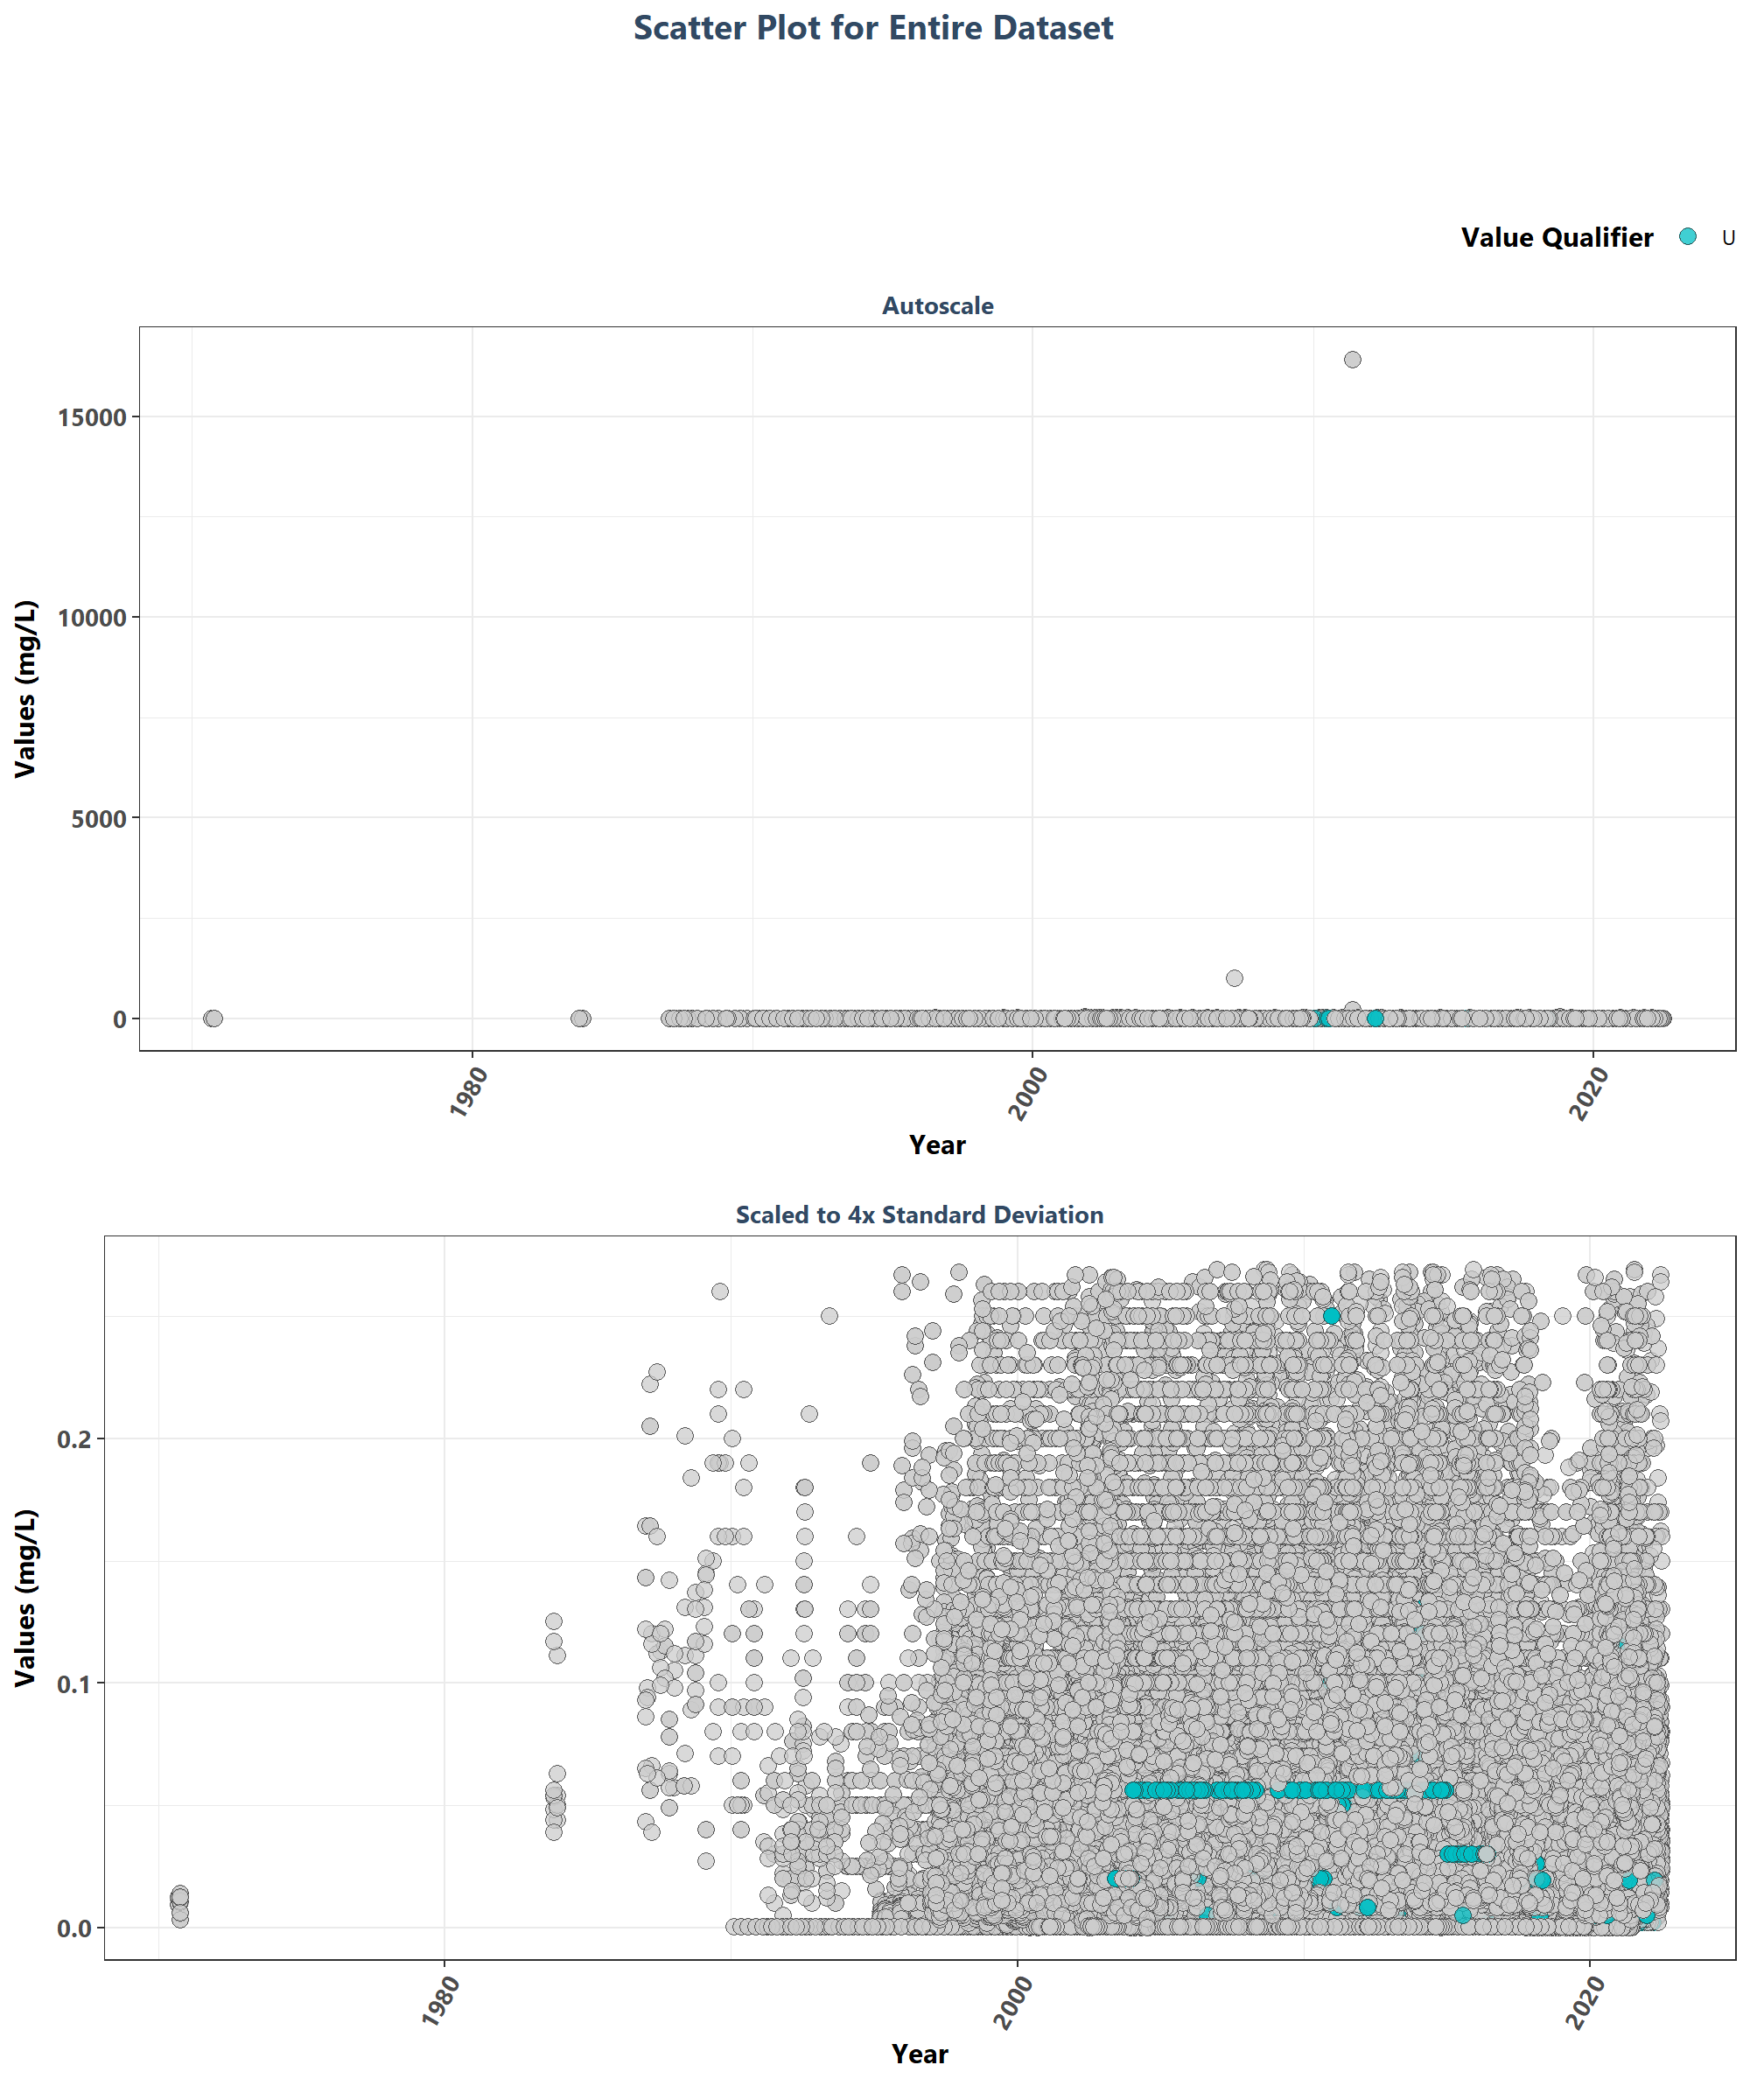 Scatter Plot for Entire Dataset
Value Qualifier U
Autoscale
Values (mg/L)
15000
10000
5000
0
1980 2000 2020
Year
Scaled to 4x Standard Deviation
Values (mg/L)
0.2
0.1
0.0
1980 2000 2020
Year